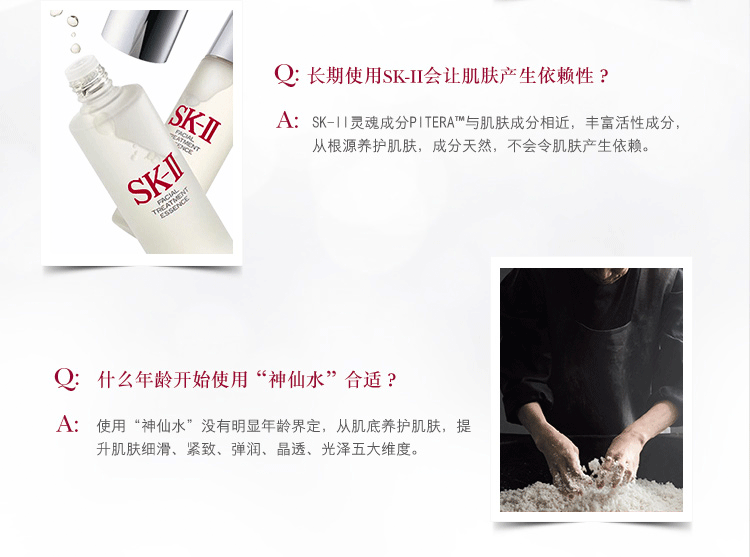 Q: 长期使用SK-II会让肌肤产生依赖性？
A: SK-II灵魂成分PITERA™与肌肤成分相近，丰富活性成分，
从根源养护肌肤，成分天然，不会令肌肤产生依赖。
SK-II
FACIAL
TREATMENT
ESSENCE
SK-II
FACIAL
TREATMENT
ESSENCE
Q: 什么年龄开始使用“神仙水”合适？
A: 使用“神仙水”没有明显年龄界定，从肌底养护肌肤，提
升肌肤细滑、紧致、弹润、晶透、光泽五大维度。